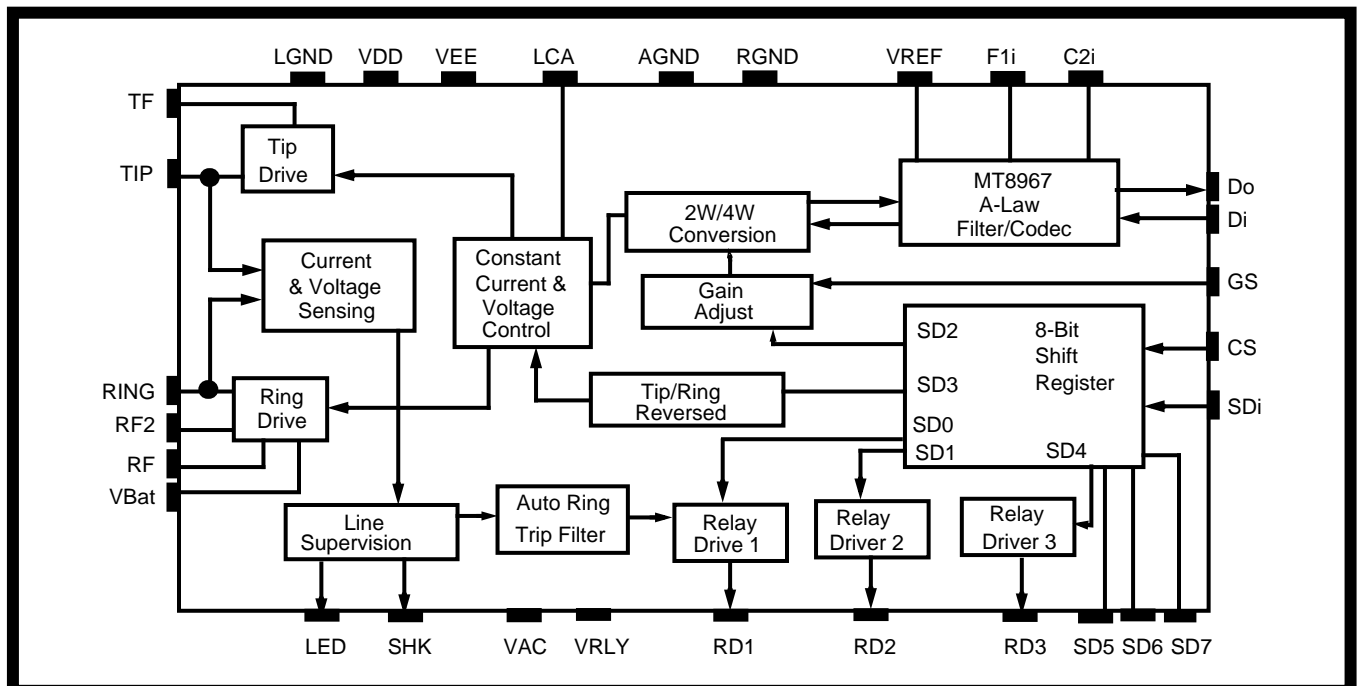 LGND VDD VEE LCA AGND RGND VREF F1i C2i
TF
TIP
Tip
Drive
Current
& Voltage
Sensing
Constant
Current &
Voltage
Control
2W/4W
Conversion
MT8967
A-Law
Filter/Codec
Do
Di
Gain
Adjust
GS
SD2
SD3
SD0
SD1
SD4
8-Bit
Shift
Register
CS
SDi
Tip/Ring
Reversed
RING
RF2
RF
VBat
Ring
Drive
Line
Supervision
Auto Ring
Trip Filter
Relay
Drive 1
Relay
Driver 2
Relay
Driver 3
LED SHK VAC VRLY RD1 RD2 RD3 SD5 SD6 SD7